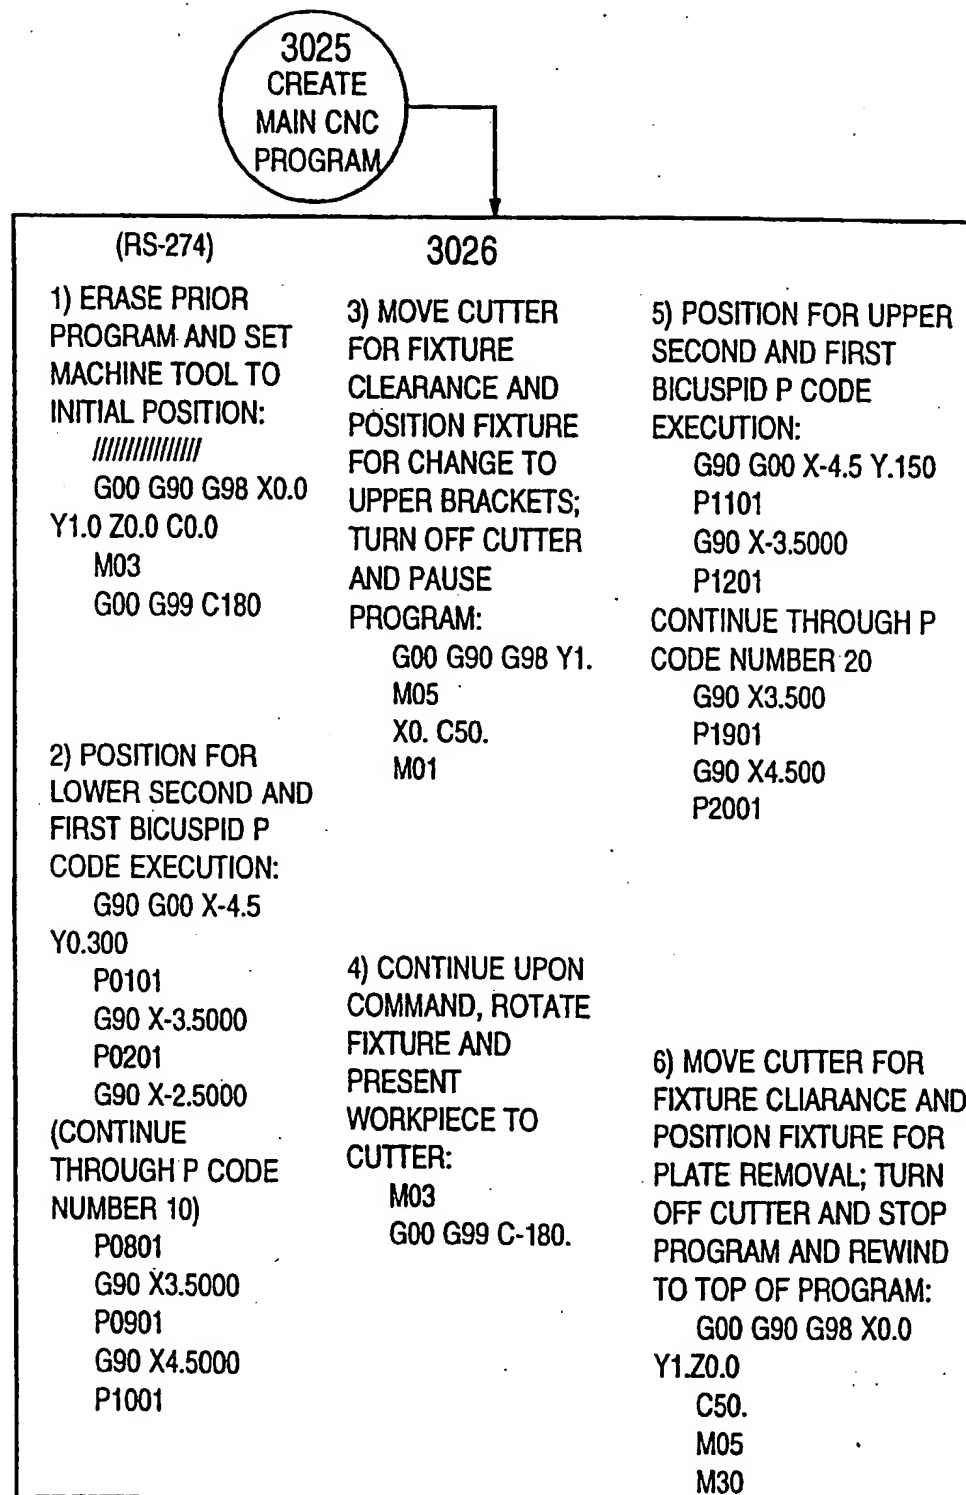 3025
CREATE
MAIN CNC
PROGRAM
(RS-274)
3026
1) ERASE PRIOR
PROGRAM AND SET
MACHINE TOOL TO
INITIAL POSITION:
////////////////
G00 G90 G98 X0.0
Y1.0 Z0.0 C0.0
M03
G00 G99 C180
2) POSITION FOR
LOWER SECOND AND
FIRST BICUSPID P
CODE EXECUTION:
G90 G00 X-4.5
Y0.300
P0101
G90 X-3.5000
P0201
G90 X-2.5000
(CONTINUE
THROUGH P CODE
NUMBER 10)
P0801
G90 X3.5000
P0901
G90 X4.5000
P1001
3) MOVE CUTTER
FOR FIXTURE
CLEARANCE AND
POSITION FIXTURE
FOR CHANGE TO
UPPER BRACKETS;
TURN OFF CUTTER
AND PAUSE
PROGRAM:
G00 G90 G98 Y1.
M05
X0. C50.
M01
4) CONTINUE UPON
COMMAND, ROTATE
FIXTURE AND
PRESENT
WORKPIECE TO
CUTTER:
M03
G00 G99 C-180.
5) POSITION FOR UPPER
SECOND AND FIRST
BICUSPID P CODE
EXECUTION:
G90 G00 X-4.5 Y.150
P1101
G90 X-3.5000
P1201
CONTINUE THROUGH P
CODE NUMBER 20
G90 X3.500
P1901
G90 X4.500
P2001
6) MOVE CUTTER FOR
FIXTURE CLIARANCE AND
POSITION FIXTURE FOR
PLATE REMOVAL; TURN
OFF CUTTER AND STOP
PROGRAM AND REWIND
TO TOP OF PROGRAM:
G00 G90 G98 X0.0
Y1.Z0.0
C50.
M05
M30